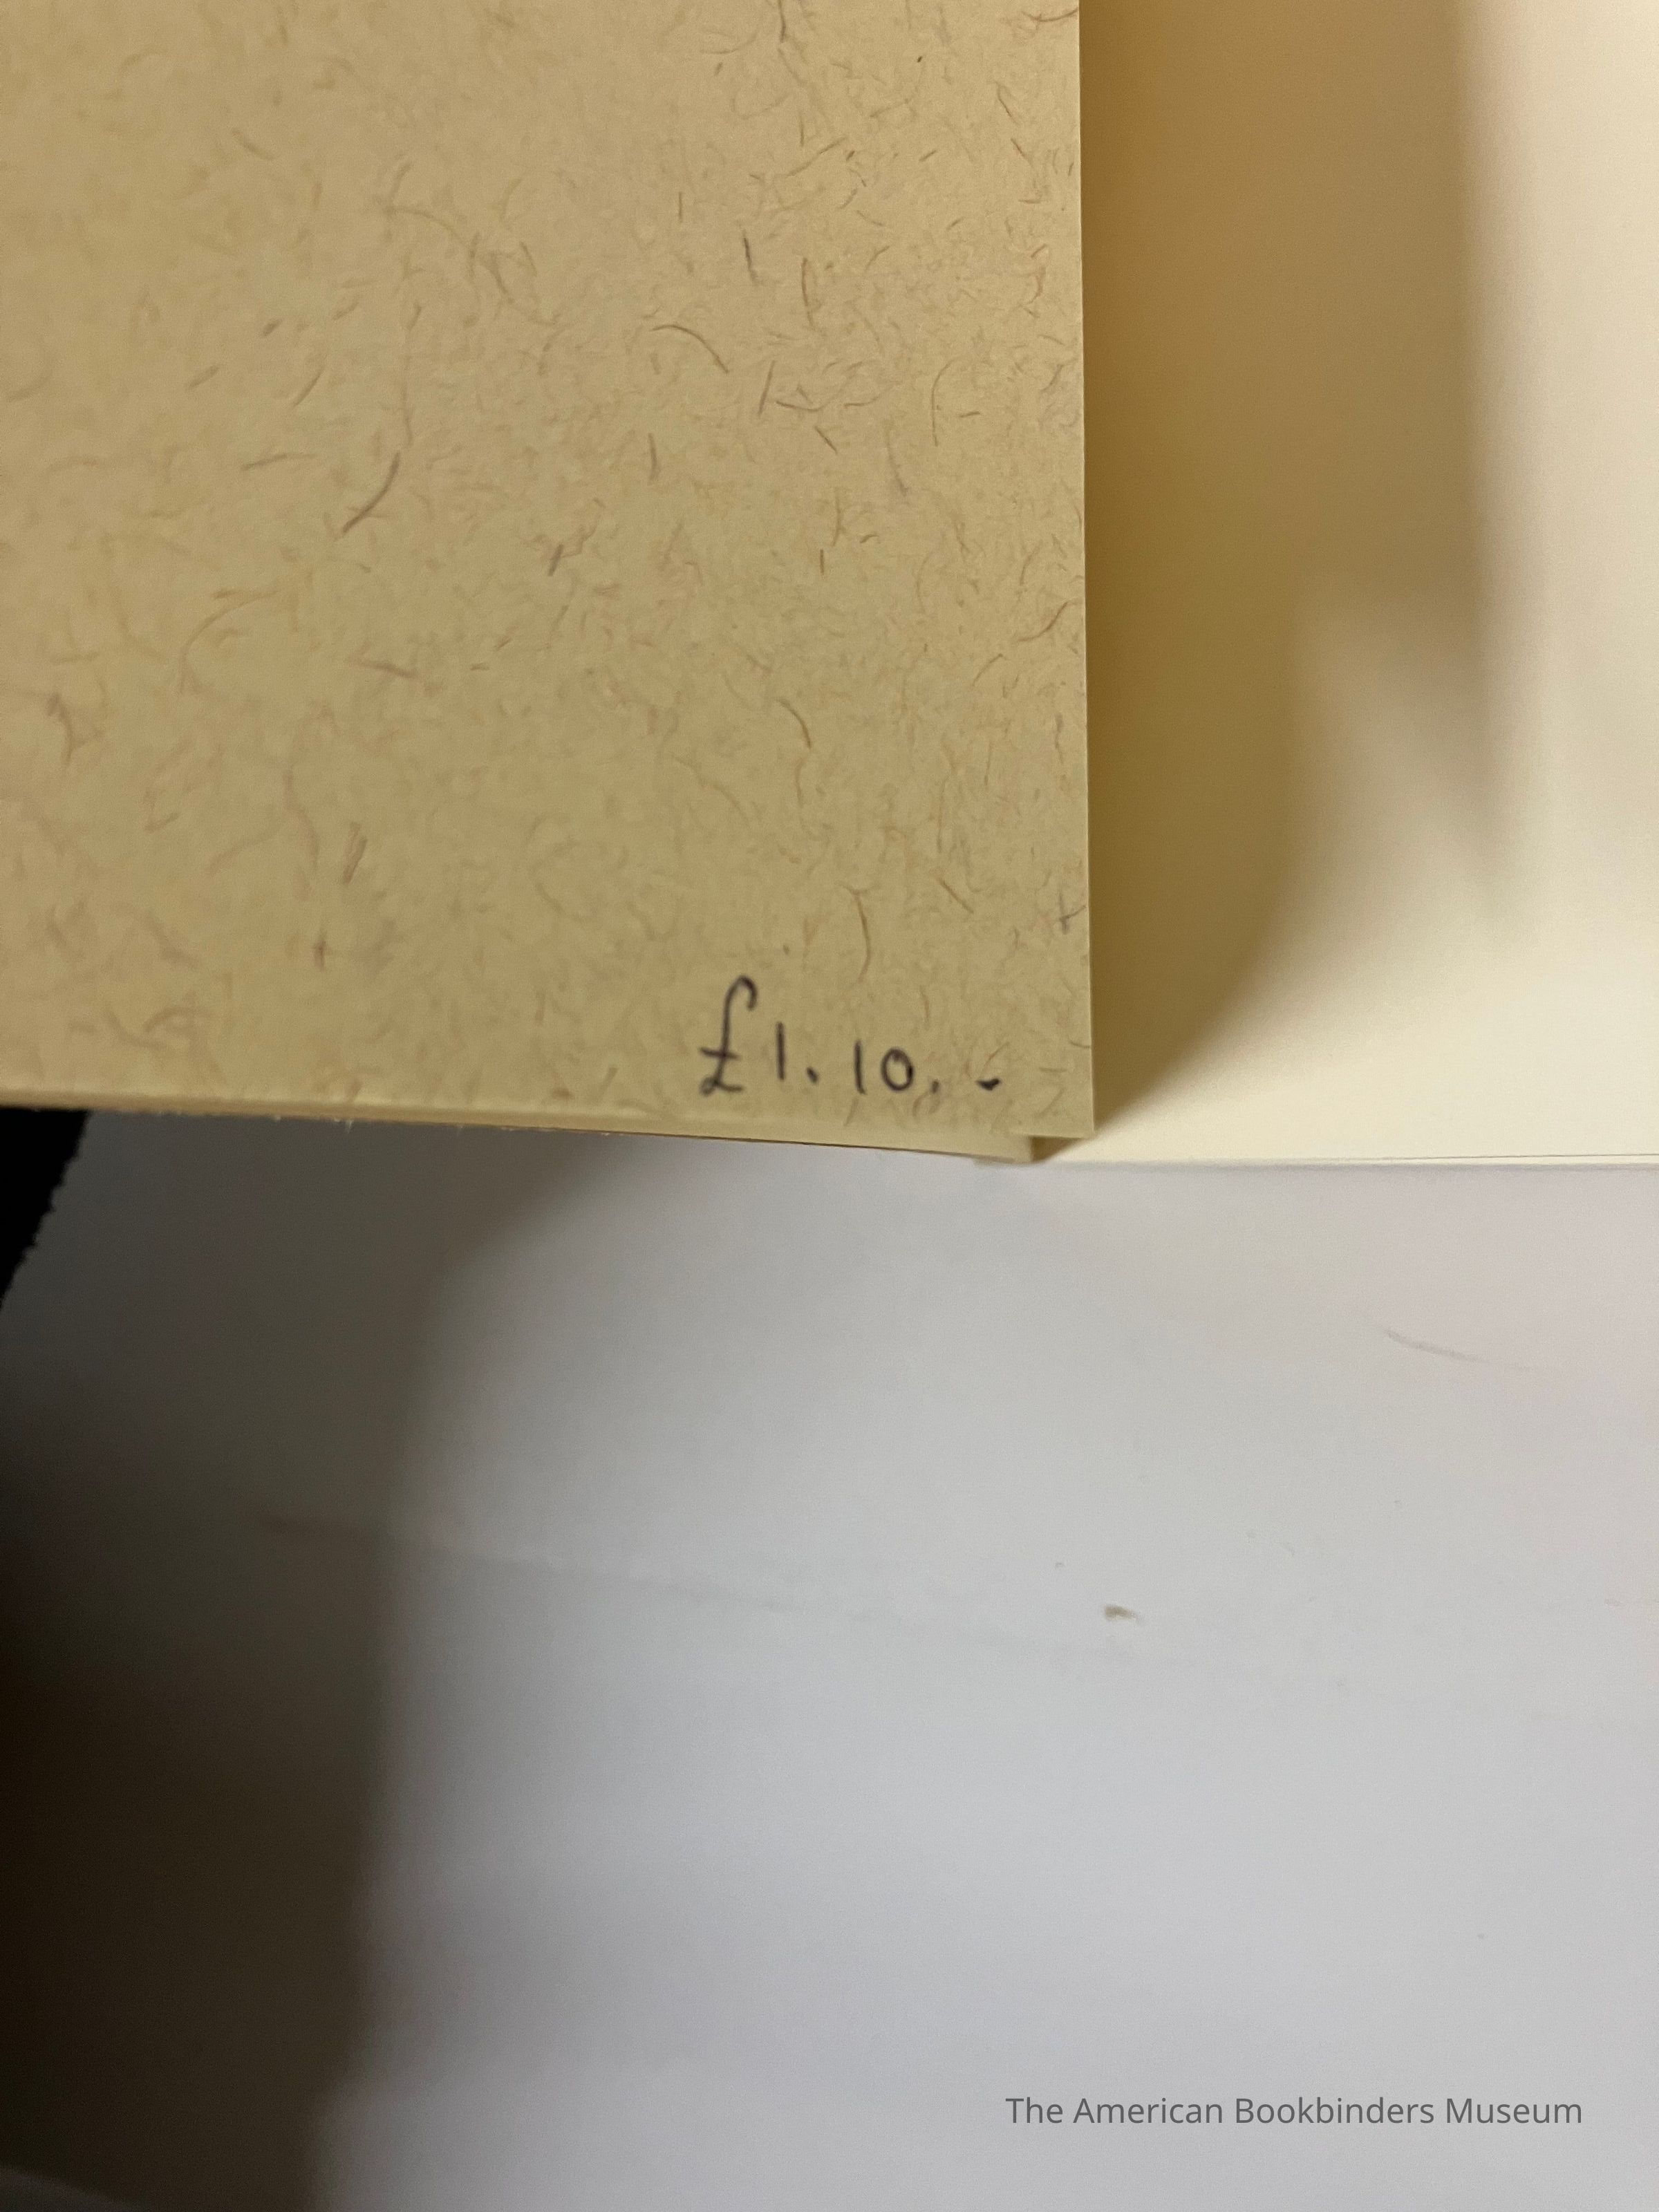 £1.10.-
The American Bookbinders Museum